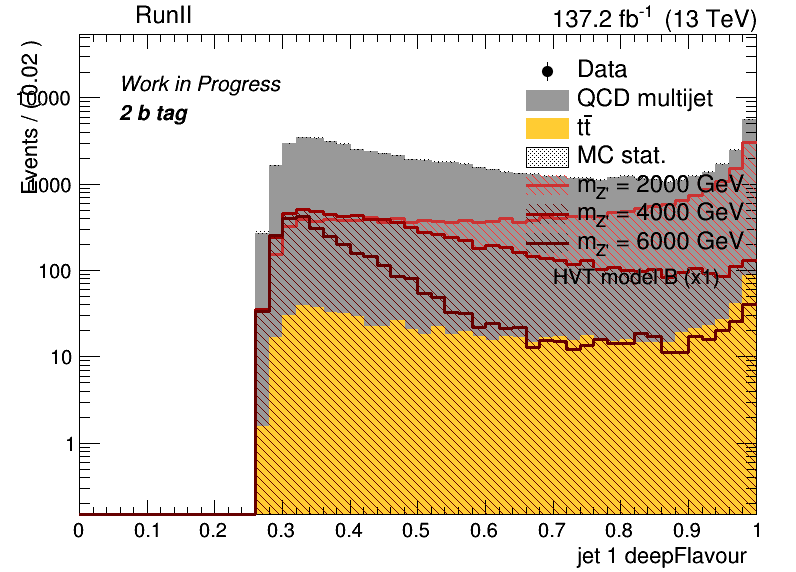 RunII
137.2 fb⁻¹ (13 TeV)
Events / ( 0.02 )
Work in Progress
2 b tag
Data
QCD multijet
tt̄
MC stat.
m_Z' = 2000 GeV
m_Z' = 4000 GeV
m_Z' = 6000 GeV
HVT model B (x1)
10000
1000
100
10
1
0 0.1 0.2 0.3 0.4 0.5 0.6 0.7 0.8 0.9 1
jet 1 deepFlavour